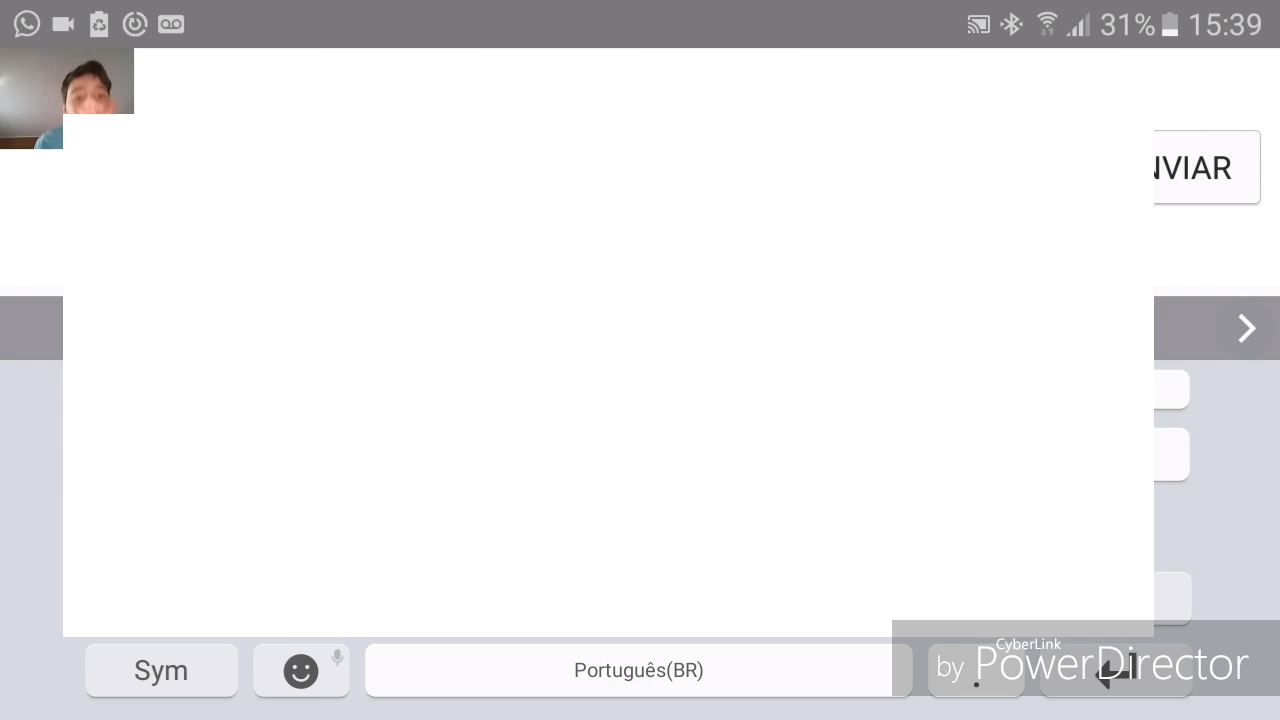 31% 15:39
NVIAR
Sym
Português(BR)
.
CyberLink
by PowerDirector